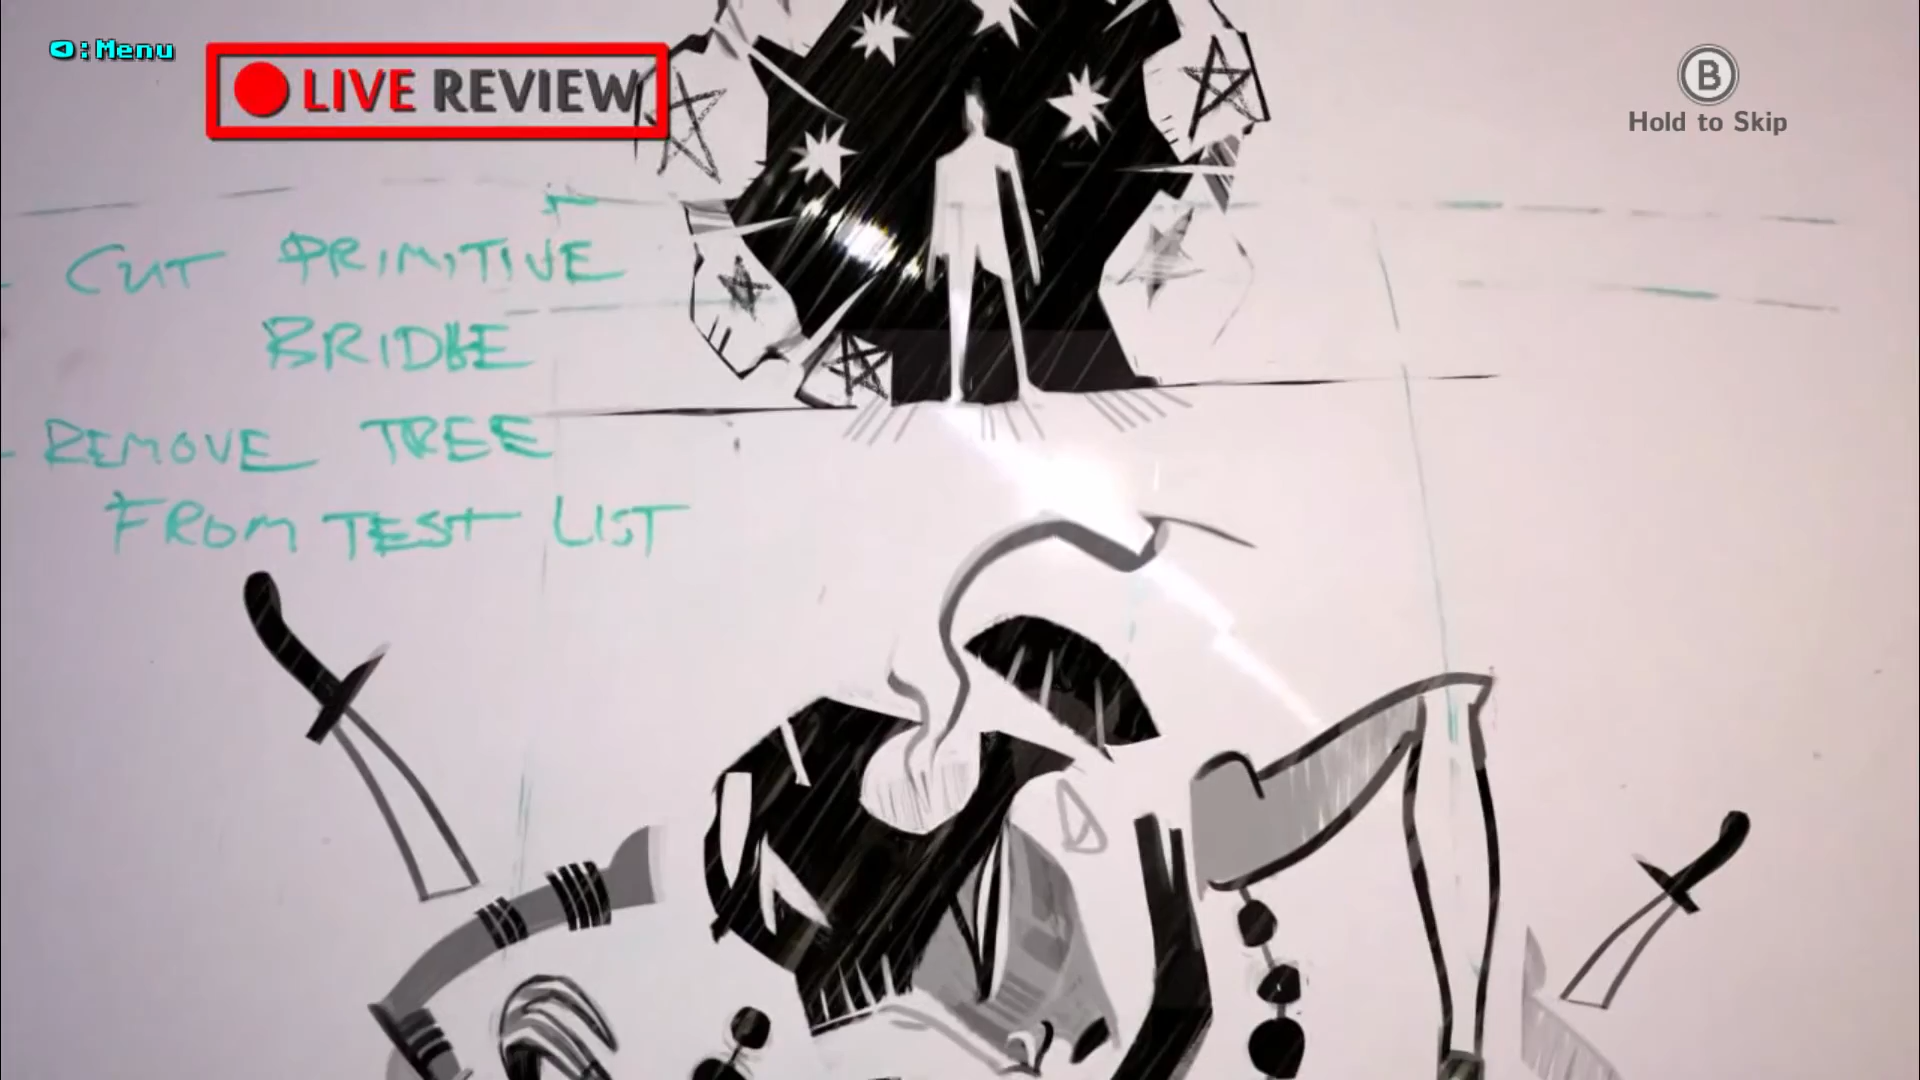 ◁:Menu
LIVE REVIEW
B
Hold to Skip
- CUT PRIMITIVE
BRIDGE
- REMOVE TREE
FROM TEST LIST